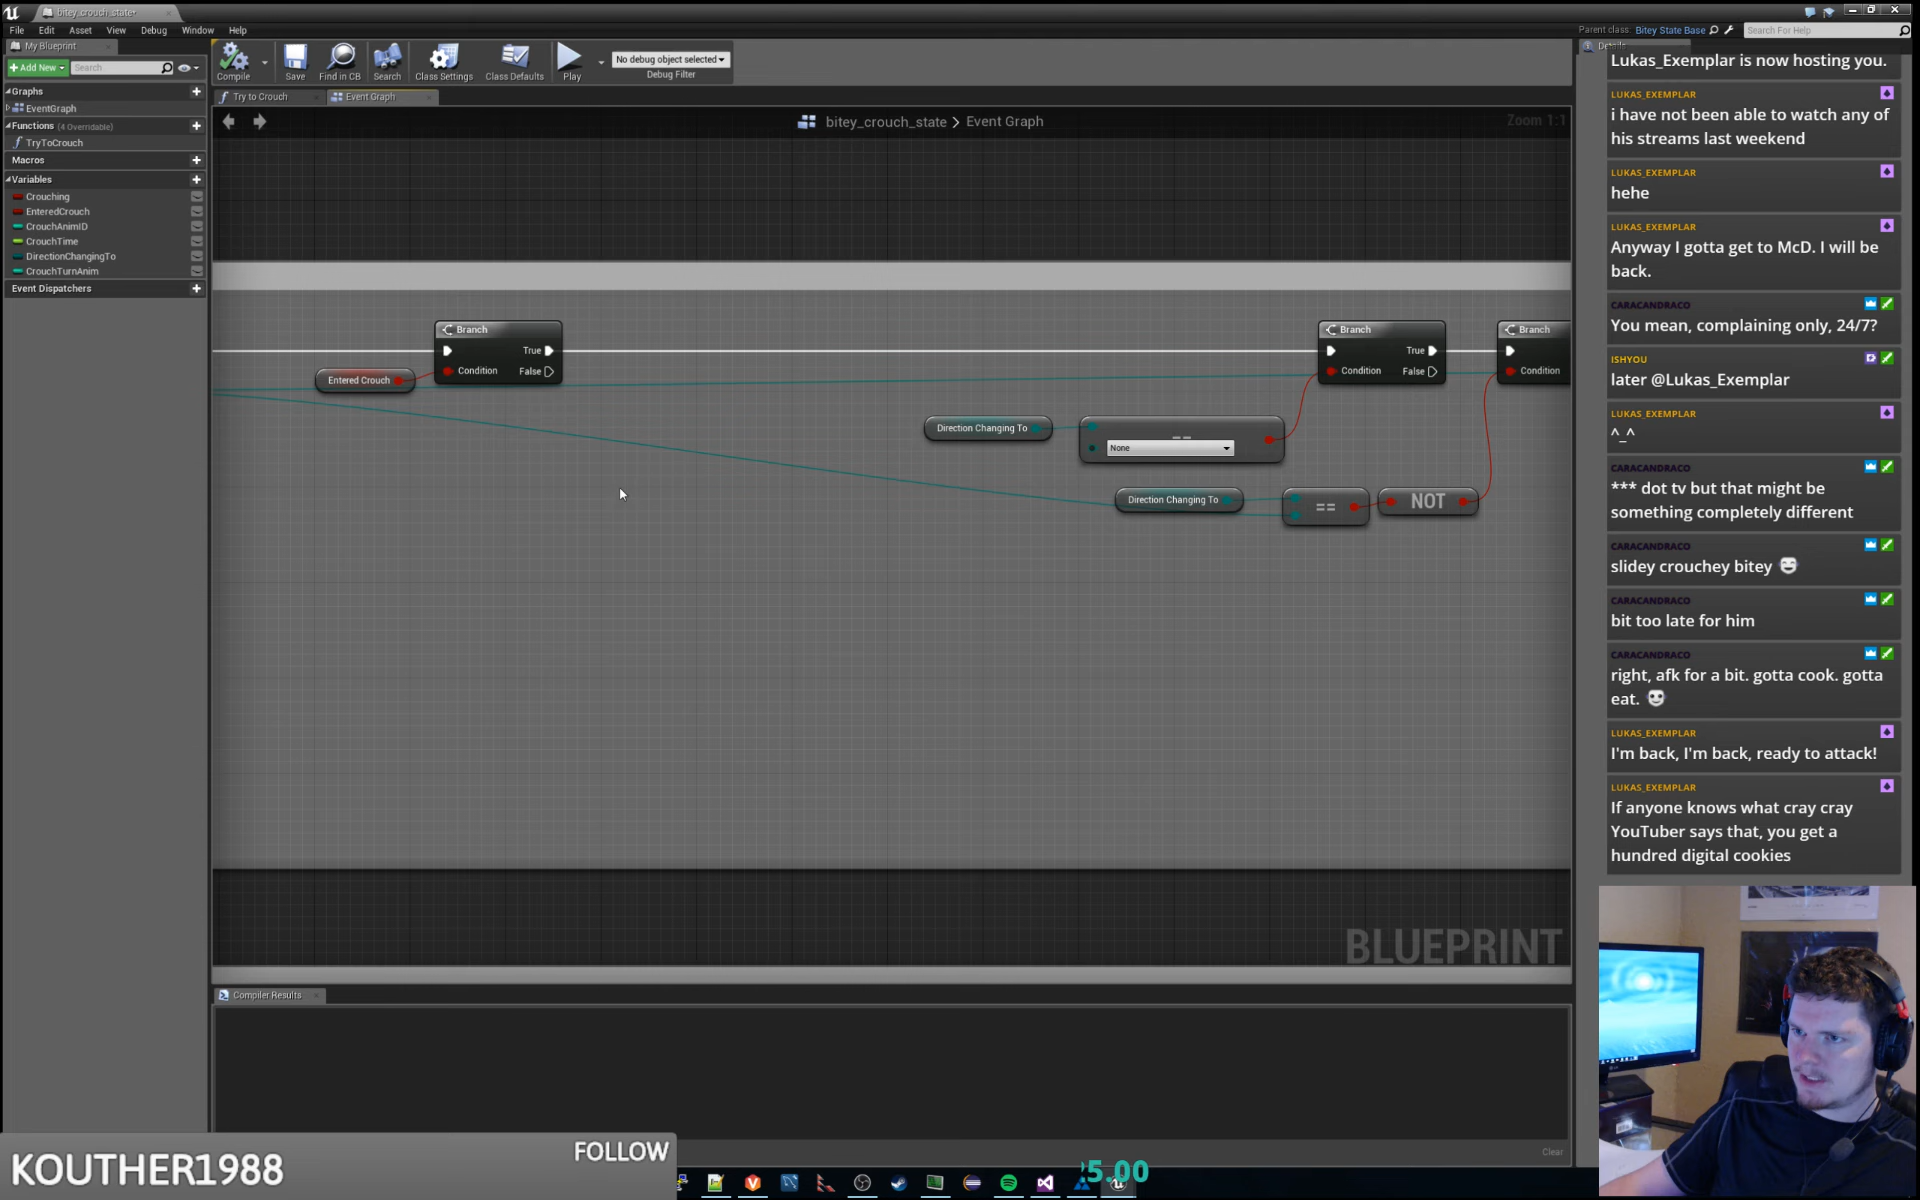 bitey_crouch_state*
File Edit Asset View Debug Window Help
Parent class: Bitey State Base
Search For Help
My Blueprint
Add New
Search
Compile
Save
Find in CB
Search
Class Settings
Class Defaults
Play
No debug object selected
Debug Filter
Details
Try to Crouch
Event Graph
Graphs
EventGraph
Functions (4 Overridable)
TryToCrouch
Macros
Variables
Crouching
EnteredCrouch
CrouchAnimID
CrouchTime
DirectionChangingTo
CrouchTurnAnim
Event Dispatchers
bitey_crouch_state > Event Graph
Zoom 1:1
Branch
True
Condition
False
Entered Crouch
Branch
True
Condition
False
Branch
Condition
Direction Changing To
==
None
Direction Changing To
==
NOT
BLUEPRINT
Compiler Results
Clear
Lukas_Exemplar is now hosting you.
LUKAS_EXEMPLAR
i have not been able to watch any of
his streams last weekend
LUKAS_EXEMPLAR
hehe
LUKAS_EXEMPLAR
Anyway I gotta get to McD. I will be
back.
CARACANDRACO
You mean, complaining only, 24/7?
ISHYOU
later @Lukas_Exemplar
LUKAS_EXEMPLAR
^_^
CARACANDRACO
*** dot tv but that might be
something completely different
CARACANDRACO
slidey crouchey bitey
CARACANDRACO
bit too late for him
CARACANDRACO
right, afk for a bit. gotta cook. gotta
eat.
LUKAS_EXEMPLAR
I'm back, I'm back, ready to attack!
LUKAS_EXEMPLAR
If anyone knows what cray cray
YouTuber says that, you get a
hundred digital cookies
KOUTHER1988
FOLLOW
5.00